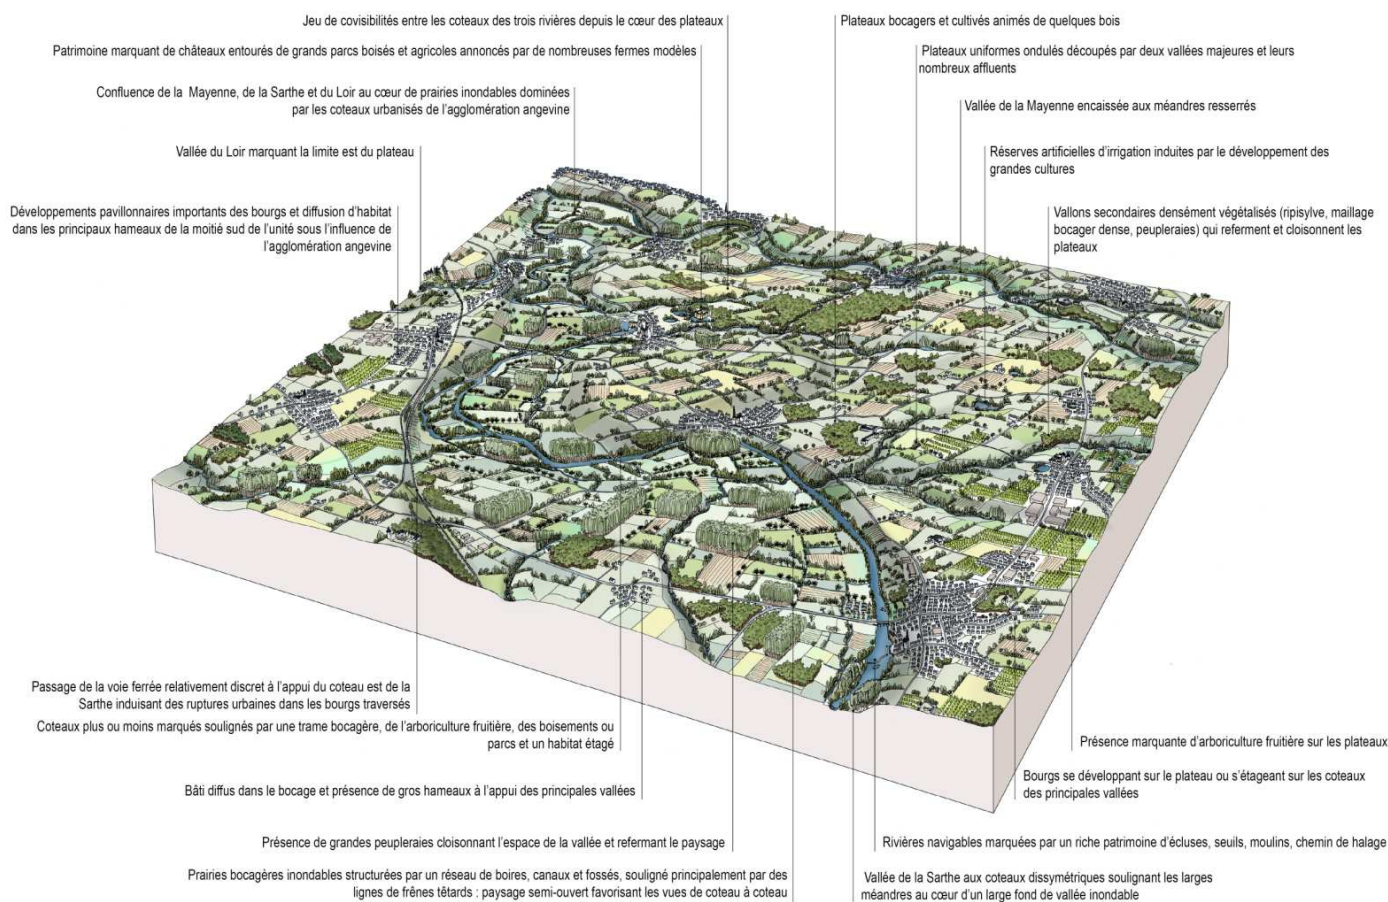 Jeu de covisibilités entre les coteaux des trois rivières depuis le cœur des plateaux
Plateaux bocagers et cultivés animés de quelques bois
Patrimoine marquant de châteaux entourés de grands parcs boisés et agricoles annoncés par de nombreuses fermes modèles
Plateaux uniformes ondulés découpés par deux vallées majeures et leurs
nombreux affluents
Confluence de la Mayenne, de la Sarthe et du Loir au cœur de prairies inondables dominées
par les coteaux urbanisés de l'agglomération angevine
Vallée de la Mayenne encaissée aux méandres resserrés
Vallée du Loir marquant la limite est du plateau
Réserves artificielles d'irrigation induites par le développement des
grandes cultures
Développements pavillonnaires importants des bourgs et diffusion d'habitat
dans les principaux hameaux de la moitié sud de l'unité sous l'influence de
l'agglomération angevine
Vallons secondaires densément végétalisés (ripisylve, maillage
bocager dense, peupleraies) qui referment et cloisonnent les
plateaux
Passage de la voie ferrée relativement discret à l'appui du coteau est de la
Sarthe induisant des ruptures urbaines dans les bourgs traversés
Coteaux plus ou moins marqués soulignés par une trame bocagère, de l'arboriculture fruitière, des boisements ou
parcs et un habitat étagé
Présence marquante d'arboriculture fruitière sur les plateaux
Bâti diffus dans le bocage et présence de gros hameaux à l'appui des principales vallées
Bourgs se développant sur le plateau ou s'étageant sur les coteaux
des principales vallées
Présence de grandes peupleraies cloisonnant l'espace de la vallée et refermant le paysage
Rivières navigables marquées par un riche patrimoine d'écluses, seuils, moulins, chemin de halage
Prairies bocagères inondables structurées par un réseau de boires, canaux et fossés, souligné principalement par des
lignes de frênes têtards : paysage semi-ouvert favorisant les vues de coteau à coteau
Vallée de la Sarthe aux coteaux dissymétriques soulignant les larges
méandres au cœur d'un large fond de vallée inondable